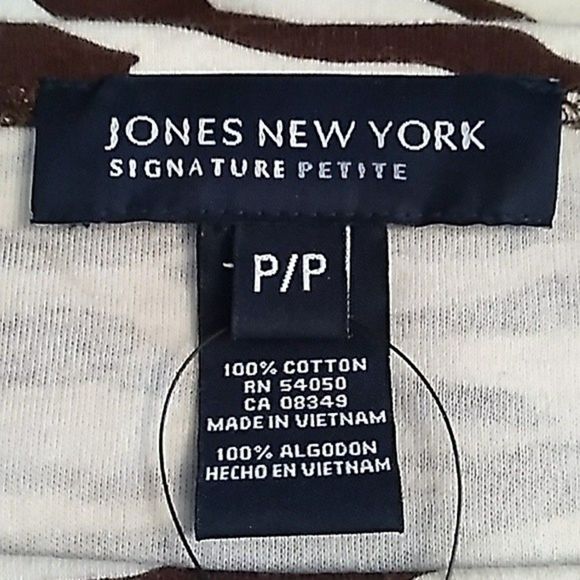 JONES NEW YORK
SIGNATURE PETITE
P/P
100% COTTON
RN 54050
CA 08349
MADE IN VIETNAM
100% ALGODON
HECHO EN VIETNAM